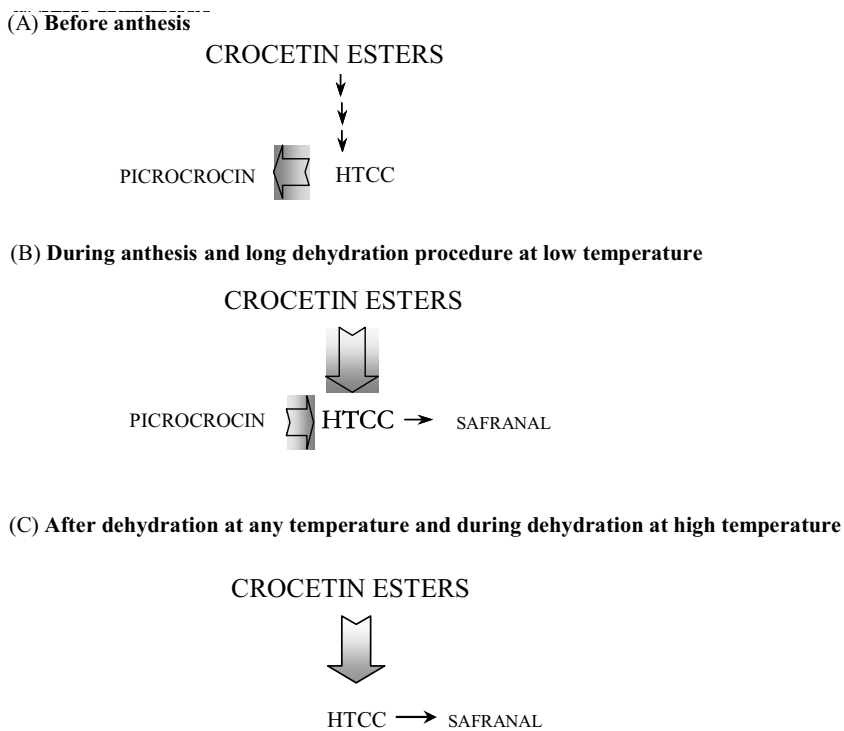 (A) Before anthesis
CROCETIN ESTERS
PICROCROCIN HTCC
(B) During anthesis and long dehydration procedure at low temperature
CROCETIN ESTERS
PICROCROCIN HTCC SAFRANAL
(C) After dehydration at any temperature and during dehydration at high temperature
CROCETIN ESTERS
HTCC SAFRANAL